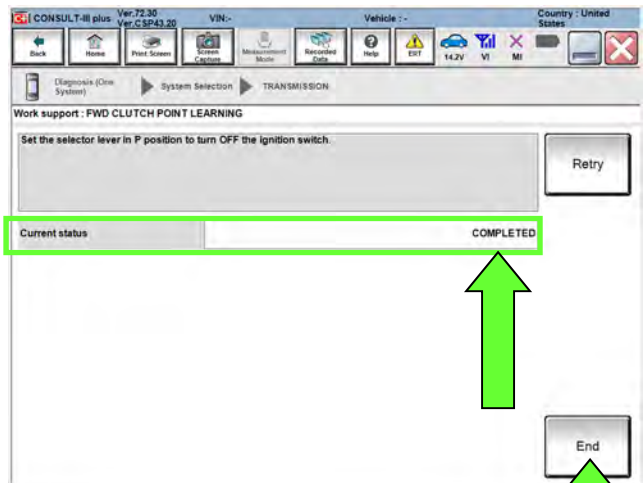 CONSULT-III plus Ver.72.30 VIN:- Vehicle : - Country : United
Ver.CSP43.20 States
Back Home Print Screen Screen Capture Measurement Mode Recorded Data Help ERT 14.2V VI MI
Diagnosis (One System) System Selection TRANSMISSION
Work support : FWD CLUTCH POINT LEARNING
Set the selector lever in P position to turn OFF the ignition switch.
Retry
Current status COMPLETED
End